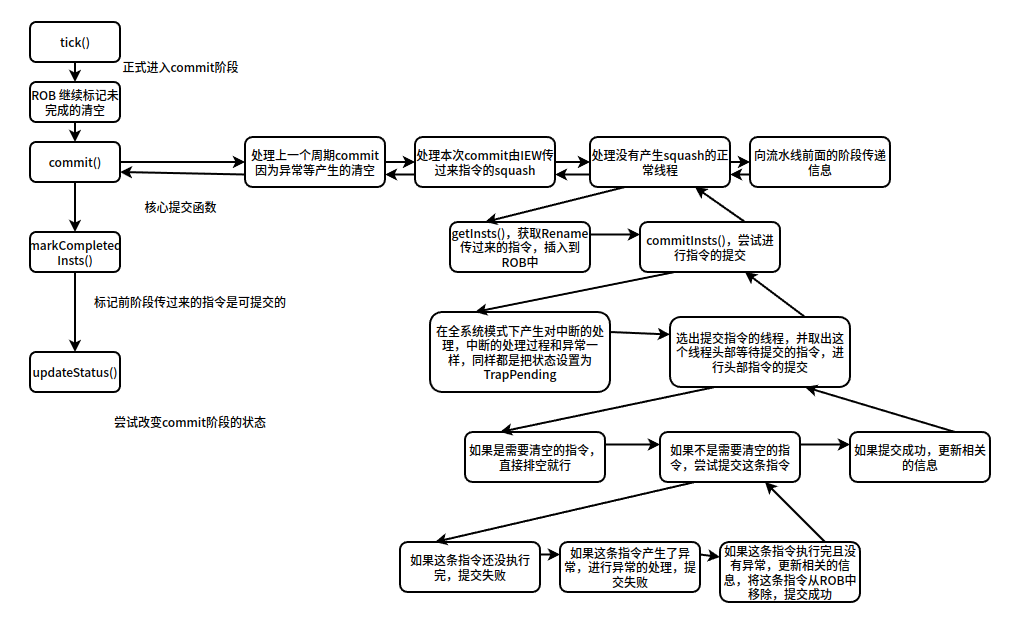 tick()
正式进入commit阶段
ROB 继续标记未
完成的清空
commit()
处理上一个周期commit
因为异常等产生的清空
处理本次commit由IEW传
过来指令的squash
处理没有产生squash的正
常线程
向流水线前面的阶段传递
信息
核心提交函数
markCompleted
Insts()
getInsts()，获取Rename
传过来的指令，插入到
ROB中
commitInsts()，尝试进
行指令的提交
标记前阶段传过来的指令是可提交的
在全系统模式下产生对中断的处
理，中断的处理过程和异常一
样，同样都是把状态设置为
TrapPending
选出提交指令的线程，并取出这
个线程头部等待提交的指令，进
行头部指令的提交
updateStatus()
尝试改变commit阶段的状态
如果是需要清空的指令，
直接排空就行
如果不是需要清空的指
令，尝试提交这条指令
如果提交成功，更新相关
的信息
如果这条指令还没执行
完，提交失败
如果这条指令产生了异
常，进行异常的处理，提
交失败
如果这条指令执行完且没
有异常，更新相关的信
息，将这条指令从ROB中
移除，提交成功